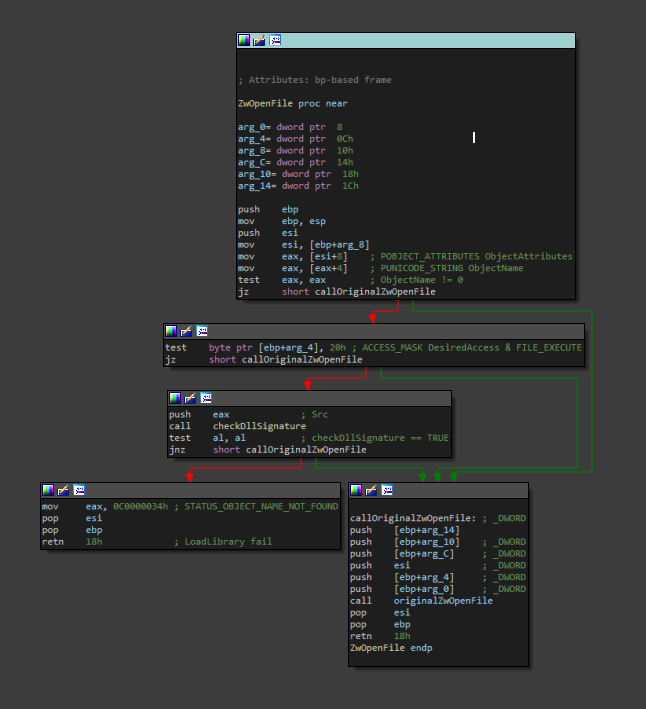 ; Attributes: bp-based frame
ZwOpenFile proc near
arg_0= dword ptr  8
arg_4= dword ptr  0Ch
arg_8= dword ptr  10h
arg_C= dword ptr  14h
arg_10= dword ptr  18h
arg_14= dword ptr  1Ch
push    ebp
mov     ebp, esp
push    esi
mov     esi, [ebp+arg_8]
mov     eax, [esi+8]    ; POBJECT_ATTRIBUTES ObjectAttributes
mov     eax, [eax+4]    ; PUNICODE_STRING ObjectName
test    eax, eax        ; ObjectName != 0
jz      short callOriginalZwOpenFile
test    byte ptr [ebp+arg_4], 20h ; ACCESS_MASK DesiredAccess & FILE_EXECUTE
jz      short callOriginalZwOpenFile
push    eax             ; Src
call    checkDllSignature
test    al, al          ; checkDllSignature == TRUE
jnz     short callOriginalZwOpenFile
mov     eax, 0C0000034h ; STATUS_OBJECT_NAME_NOT_FOUND
pop     esi
pop     ebp
retn    18h             ; LoadLibrary fail
callOriginalZwOpenFile: ; _DWORD
push    [ebp+arg_14]
push    [ebp+arg_10]    ; _DWORD
push    [ebp+arg_C]     ; _DWORD
push    esi             ; _DWORD
push    [ebp+arg_4]     ; _DWORD
push    [ebp+arg_0]     ; _DWORD
call    originalZwOpenFile
pop     esi
pop     ebp
retn    18h
ZwOpenFile endp